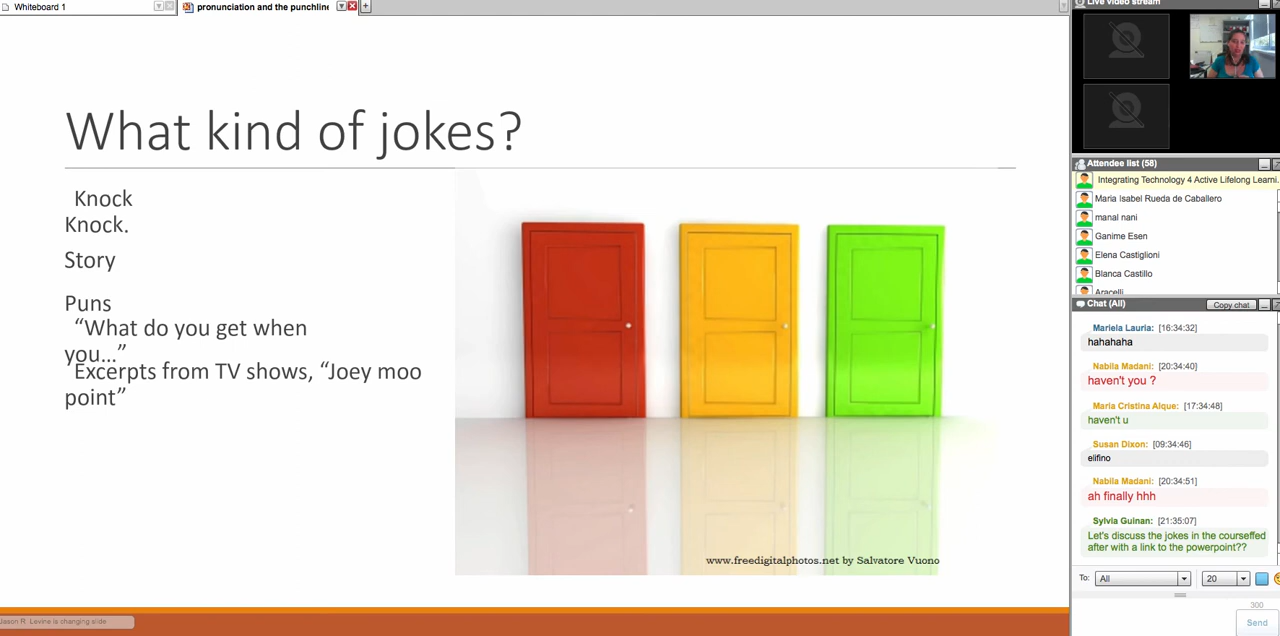 Whiteboard 1
pronunciation and the punchline
What kind of jokes?
Knock
Knock.
Story
Puns
“What do you get when
you...”
Excerpts from TV shows, “Joey moo
point”
www.freedigitalphotos.net by Salvatore Vuono
Jason R. Levine is changing slide
Live video stream
Attendee list (58)
Integrating Technology 4 Active Lifelong Learni.
Maria Isabel Rueda de Caballero
manal nani
Ganime Esen
Elena Castiglioni
Blanca Castillo
Aracelli
Chat (All)
Copy chat
Mariela Lauria: [16:34:32]
hahahaha
Nabila Madani: [20:34:40]
haven't you ?
Maria Cristina Alque: [17:34:48]
haven't u
Susan Dixon: [09:34:46]
elifino
Nabila Madani: [20:34:51]
ah finally hhh
Sylvia Guinan: [21:35:07]
Let's discuss the jokes in the courseffed
after with a link to the powerpoint??
To: All 20
300
Send